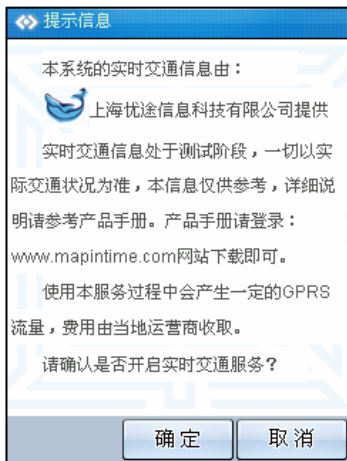 提示信息
本系统的实时交通信息由：
上海优途信息科技有限公司提供
实时交通信息处于测试阶段，一切以实
际交通状况为准，本信息仅供参考，详细说
明请参考产品手册。产品手册请登录：
www.mapintime.com网站下载即可。
使用本服务过程中会产生一定的GPRS
流量，费用由当地运营商收取。
请确认是否开启实时交通服务？
确定 取消